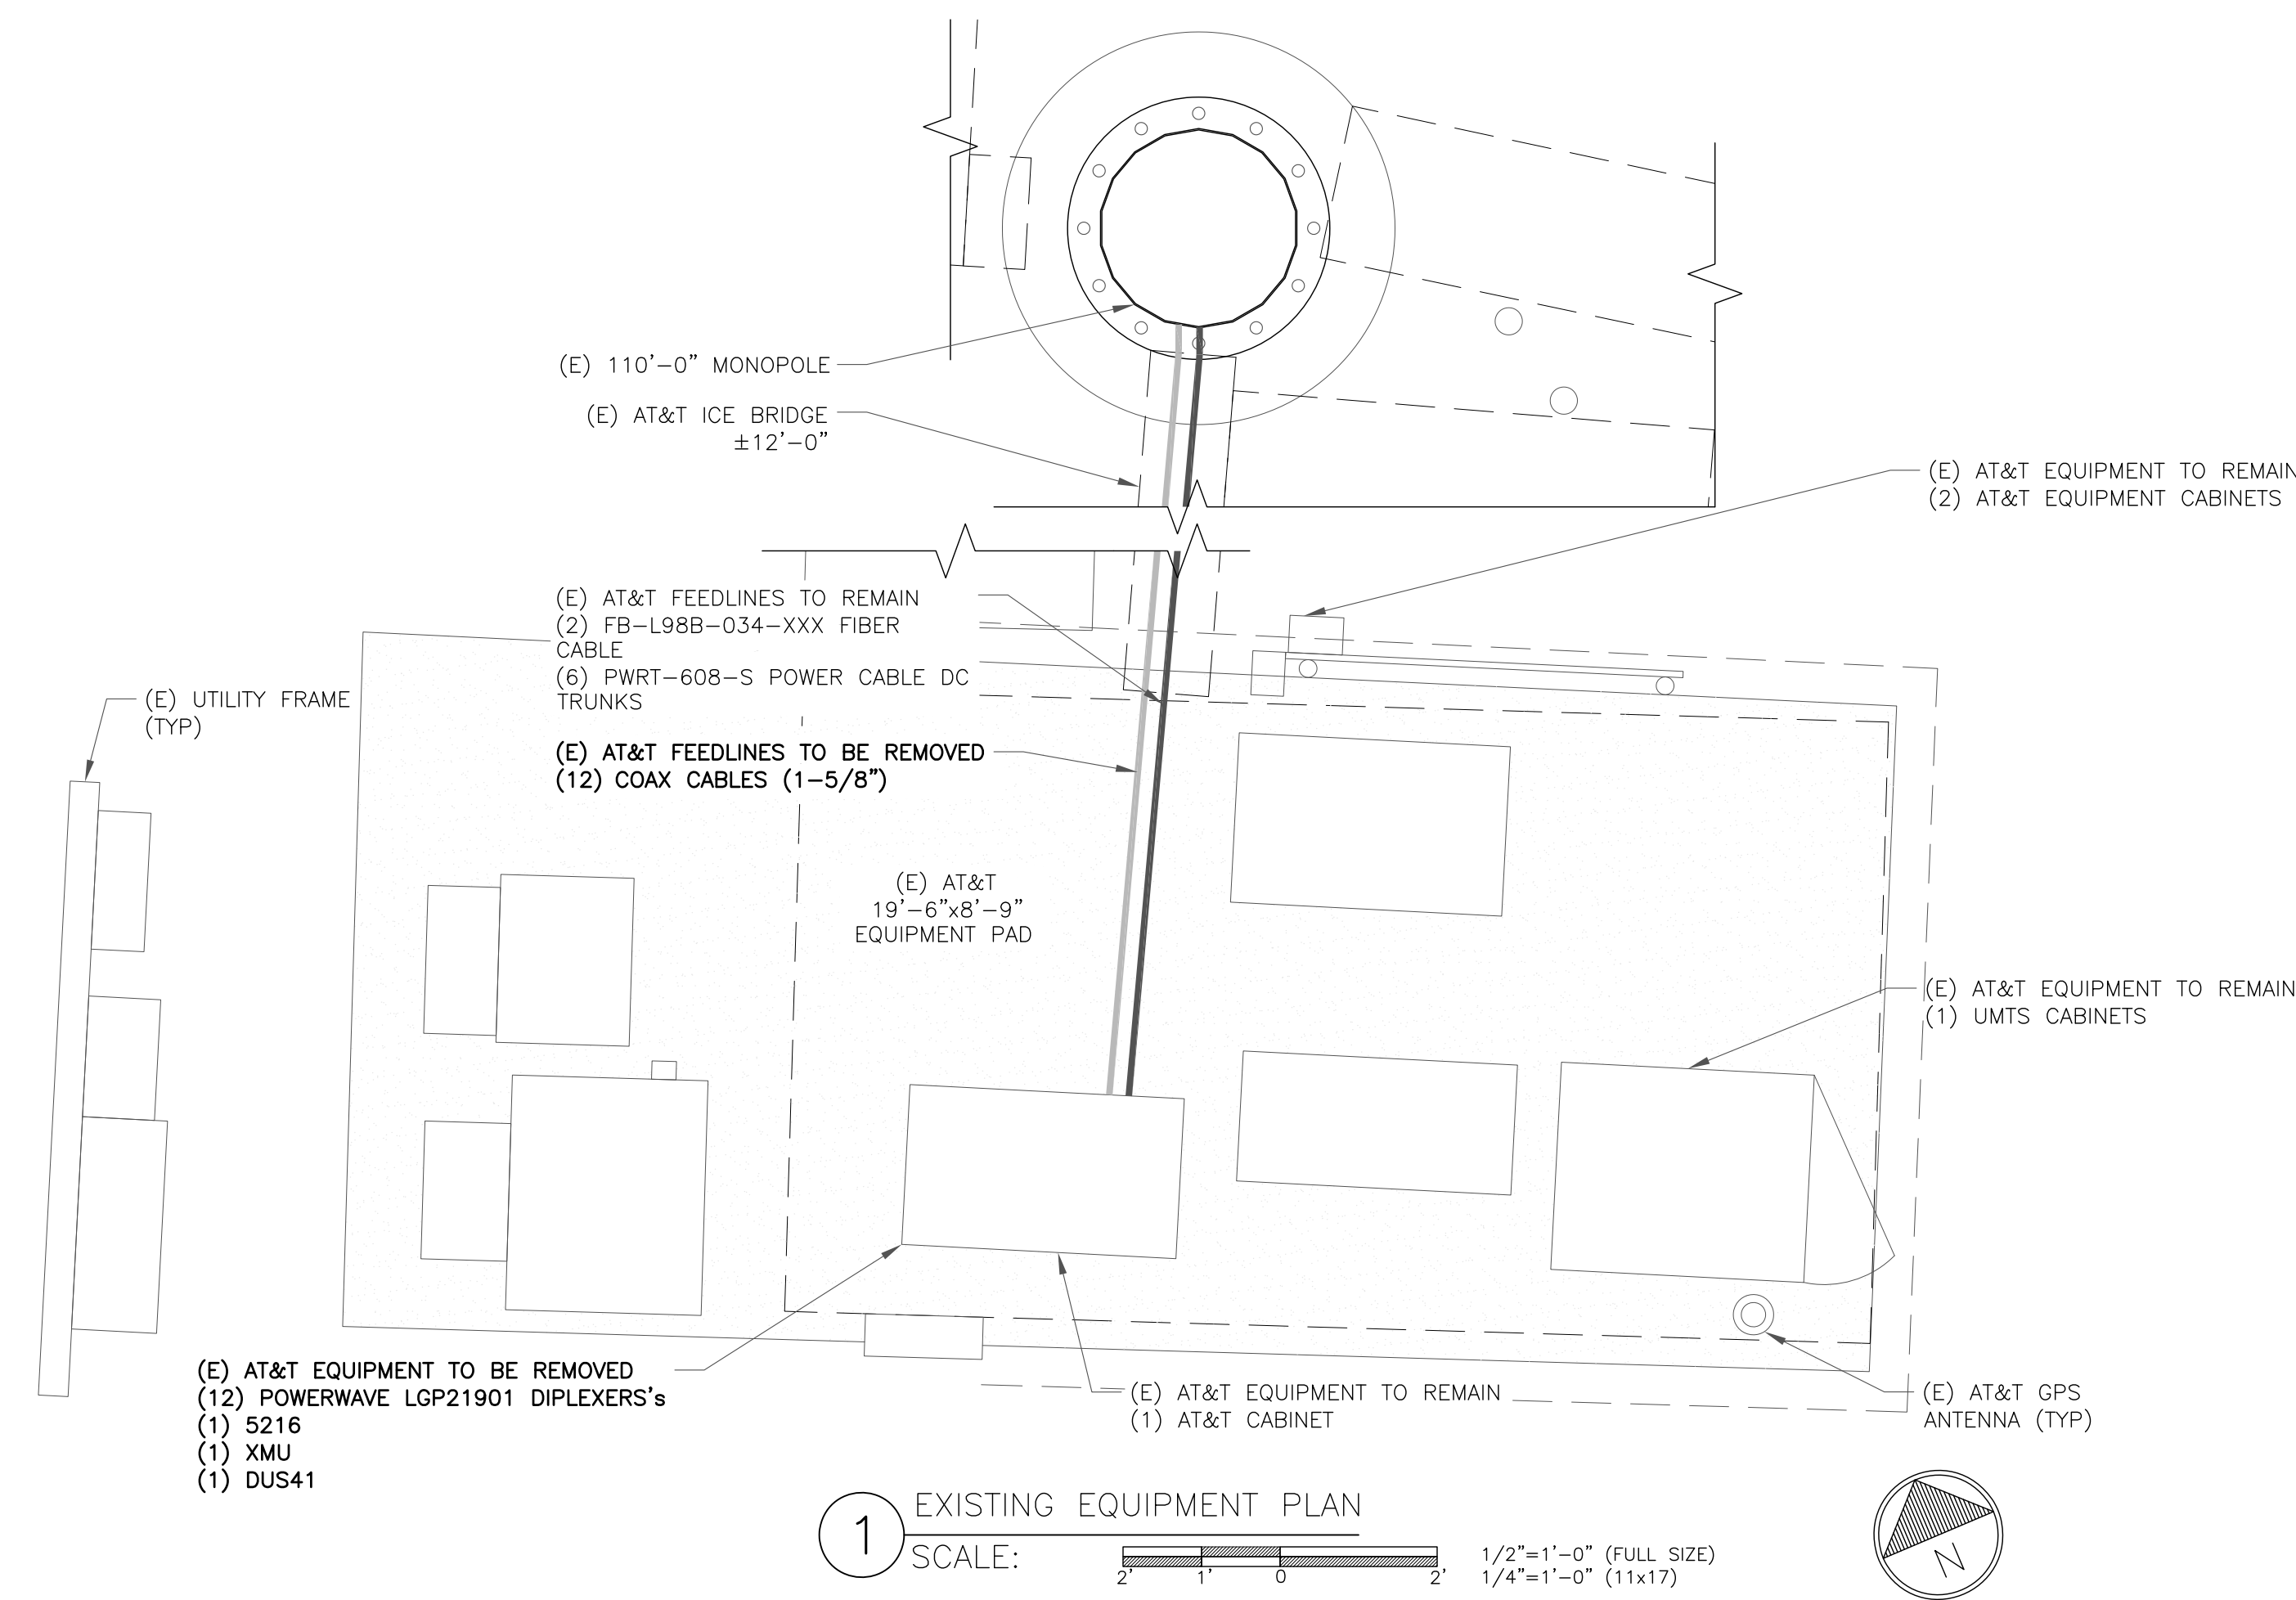 (E) 110'-0" MONOPOLE
(E) AT&T ICE BRIDGE
±12'-0"
(E) AT&T EQUIPMENT TO REMAIN
(2) AT&T EQUIPMENT CABINETS
(E) AT&T FEEDLINES TO REMAIN
(2) FB-L98B-034-XXX FIBER
CABLE
(6) PWRT-608-S POWER CABLE DC
TRUNKS
(E) UTILITY FRAME
(TYP)
(E) AT&T FEEDLINES TO BE REMOVED
(12) COAX CABLES (1-5/8")
(E) AT&T
19'-6"x8'-9"
EQUIPMENT PAD
(E) AT&T EQUIPMENT TO REMAIN
(1) UMTS CABINETS
(E) AT&T EQUIPMENT TO BE REMOVED
(12) POWERWAVE LGP21901 DIPLEXERS's
(1) 5216
(1) XMU
(1) DUS41
(E) AT&T EQUIPMENT TO REMAIN
(1) AT&T CABINET
(E) AT&T GPS
ANTENNA (TYP)
1
EXISTING EQUIPMENT PLAN
SCALE:
2' 1' 0 2'
1/2"=1'-0" (FULL SIZE)
1/4"=1'-0" (11x17)
N